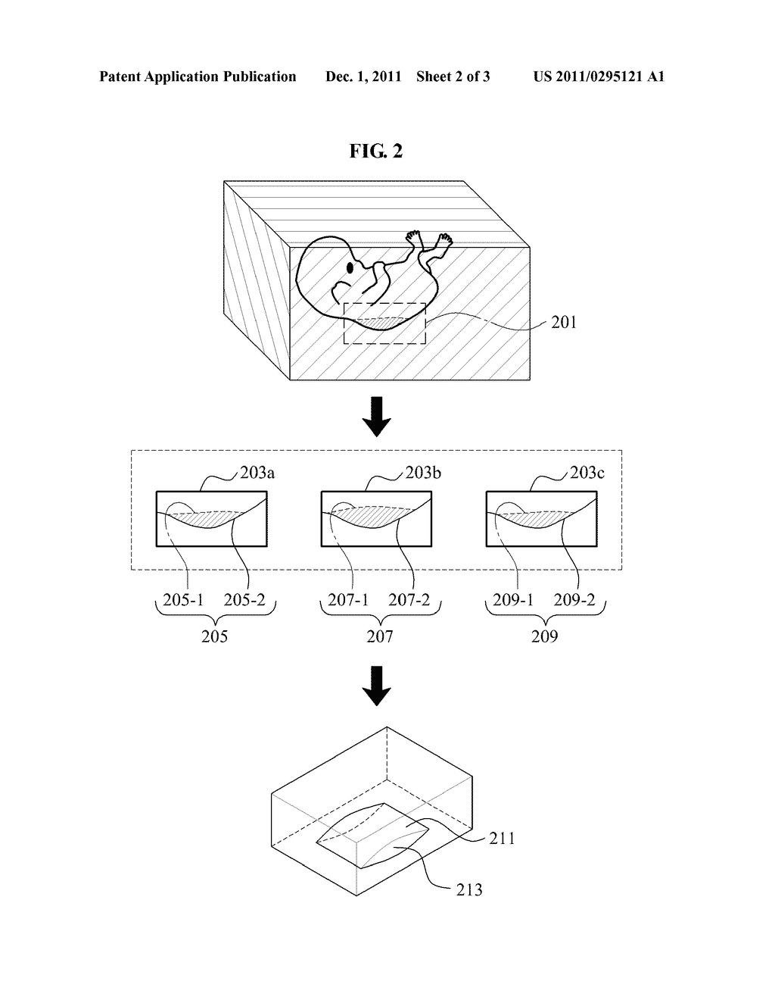 Patent Application Publication Dec. 1, 2011 Sheet 2 of 3 US 2011/0295121 A1
FIG. 2
201
203a 203b 203c
205-1 205-2 207-1 207-2 209-1 209-2
205 207 209
211
213